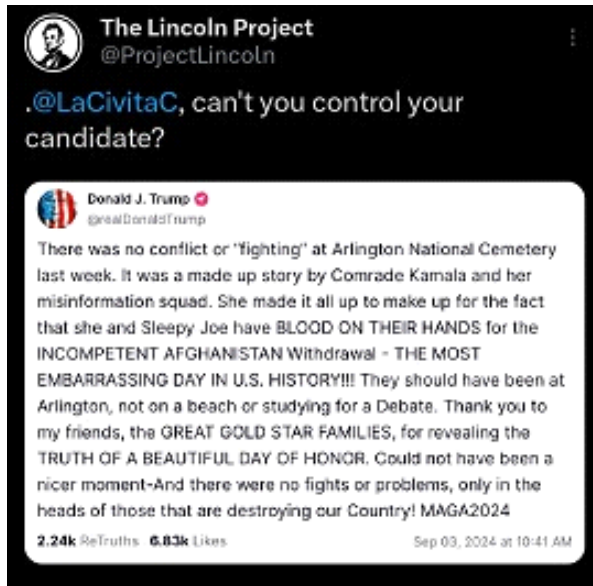 The Lincoln Project
@ProjectLincoln
.@LaCivitaC, can't you control your
candidate?
Donald J. Trump
@realDonaldTrump
There was no conflict or "fighting" at Arlington National Cemetery
last week. It was a made up story by Comrade Kamala and her
misinformation squad. She made it all up to make up for the fact
that she and Sleepy Joe have BLOOD ON THEIR HANDS for the
INCOMPETENT AFGHANISTAN Withdrawal - THE MOST
EMBARRASSING DAY IN U.S. HISTORY!!! They should have been at
Arlington, not on a beach or studying for a Debate. Thank you to
my friends, the GREAT GOLD STAR FAMILIES, for revealing the
TRUTH OF A BEAUTIFUL DAY OF HONOR. Could not have been a
nicer moment-And there were no fights or problems, only in the
heads of those that are destroying our Country! MAGA2024
2.24k ReTruths 6.83k Likes Sep 03, 2024 at 10:41 AM